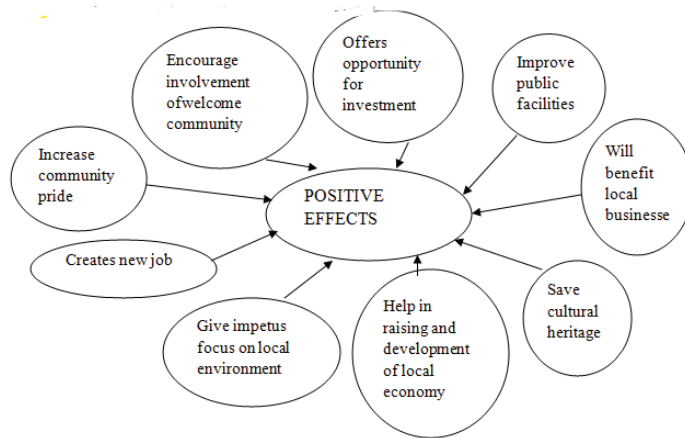 Encourage
involvement
ofwelcome
community
Offers
opportunity
for
investment
Improve
public
facilities
Increase
community
pride
POSITIVE
EFFECTS
Will
benefit
local
businesse
Creates new job
Give impetus
focus on local
environment
Help in
raising and
development
of local
economy
Save
cultural
heritage